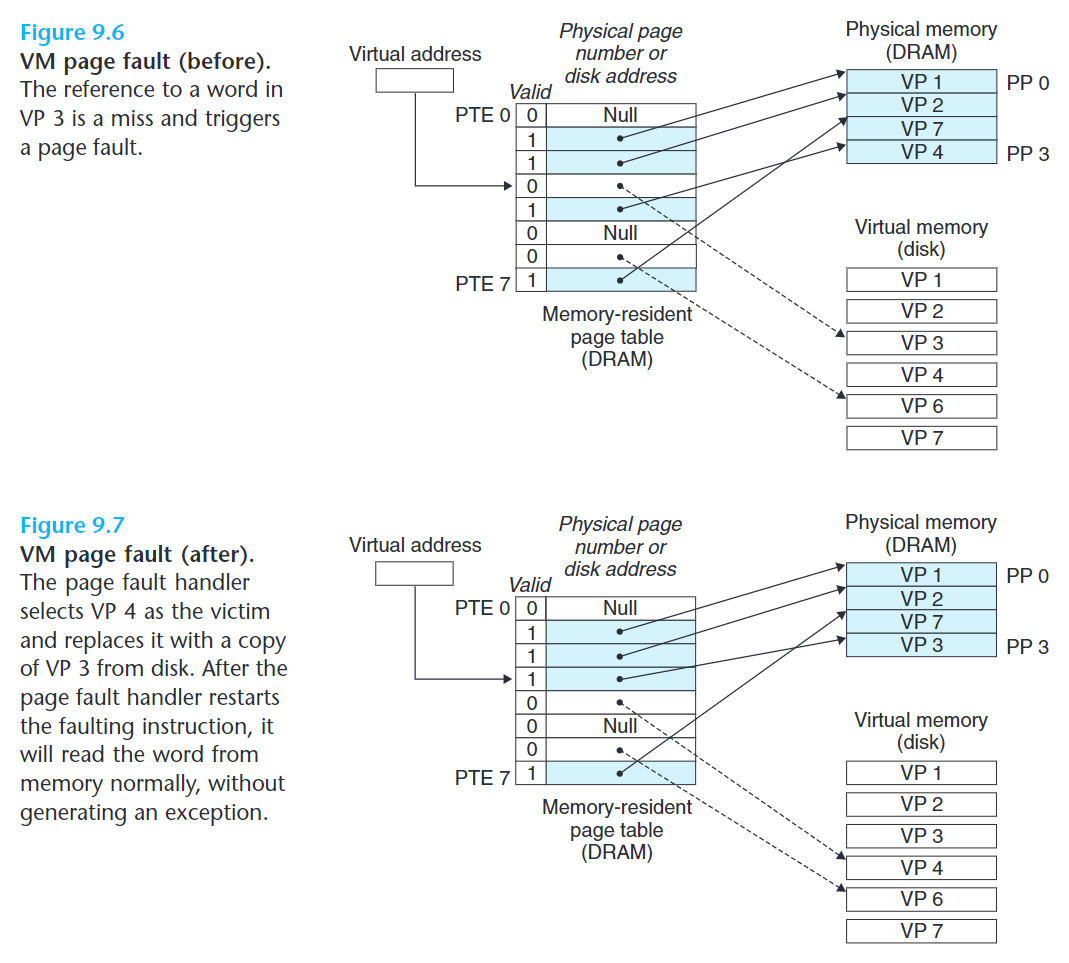 Figure 9.6
VM page fault (before).
The reference to a word in
VP 3 is a miss and triggers
a page fault.
Virtual address
Physical page
number or
disk address
Valid
PTE 0 0 Null
1
1
0
1
0 Null
0
PTE 7 1
Memory-resident
page table
(DRAM)
Physical memory
(DRAM)
VP 1 PP 0
VP 2
VP 7
VP 4 PP 3
Virtual memory
(disk)
VP 1
VP 2
VP 3
VP 4
VP 6
VP 7
Figure 9.7
VM page fault (after).
The page fault handler
selects VP 4 as the victim
and replaces it with a copy
of VP 3 from disk. After the
page fault handler restarts
the faulting instruction, it
will read the word from
memory normally, without
generating an exception.
Virtual address
Physical page
number or
disk address
Valid
PTE 0 0 Null
1
1
1
0
0 Null
0
PTE 7 1
Memory-resident
page table
(DRAM)
Physical memory
(DRAM)
VP 1 PP 0
VP 2
VP 7
VP 3 PP 3
Virtual memory
(disk)
VP 1
VP 2
VP 3
VP 4
VP 6
VP 7